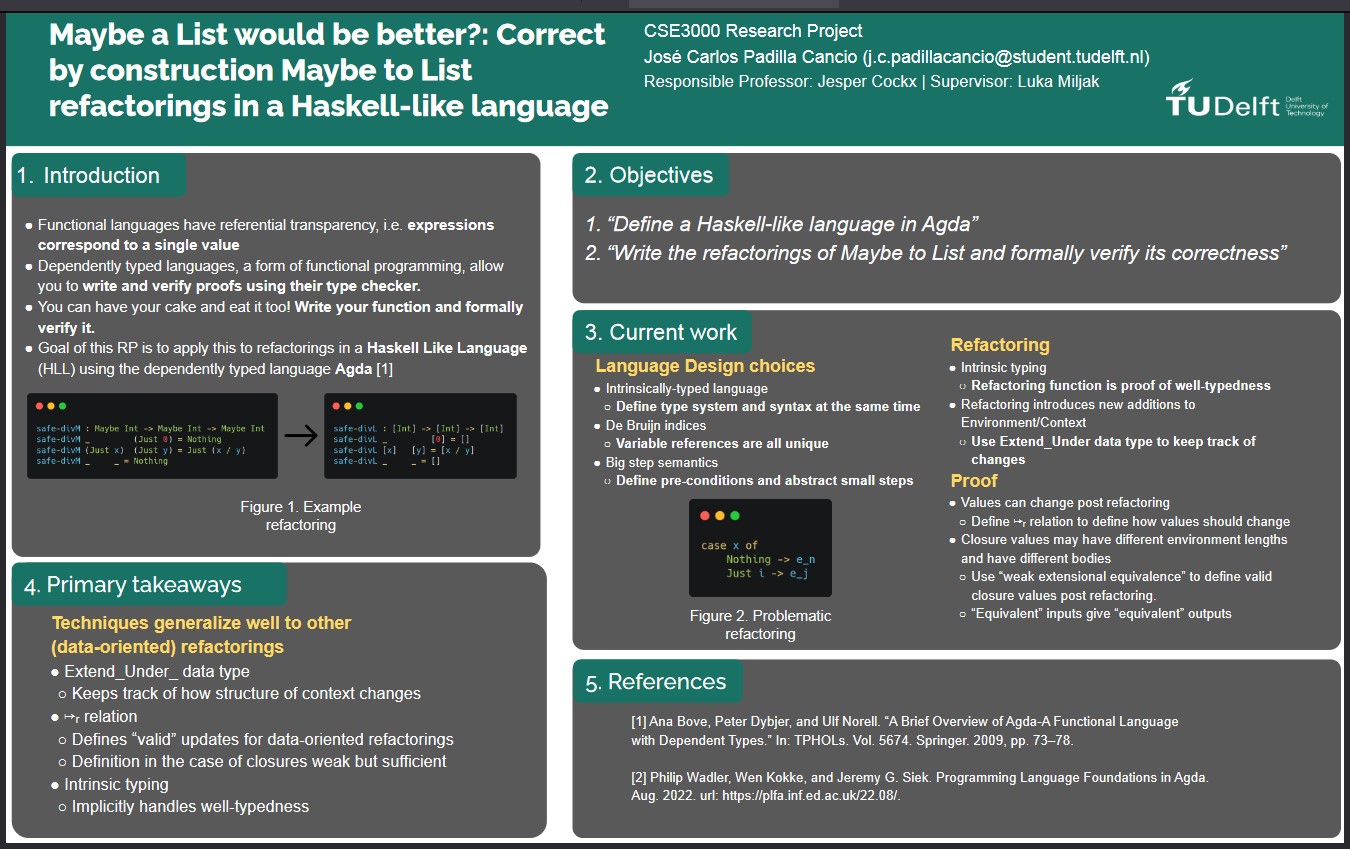 Maybe a List would be better?: Correct
by construction Maybe to List
refactorings in a Haskell-like language
CSE3000 Research Project
José Carlos Padilla Cancio (j.c.padillacancio@student.tudelft.nl)
Responsible Professor: Jesper Cockx | Supervisor: Luka Miljak
TUDelft
Delft
University of
Technology
1. Introduction
● Functional languages have referential transparency, i.e. expressions
correspond to a single value
● Dependently typed languages, a form of functional programming, allow
you to write and verify proofs using their type checker.
● You can have your cake and eat it too! Write your function and formally
verify it.
● Goal of this RP is to apply this to refactorings in a Haskell Like Language
(HLL) using the dependently typed language Agda [1]
safe-divM : Maybe Int -> Maybe Int -> Maybe Int
safe-divM _ (Just 0) = Nothing
safe-divM (Just x) (Just y) = Just (x / y)
safe-divM _ _ = Nothing
safe-divL : [Int] -> [Int] -> [Int]
safe-divL _ [0] = []
safe-divL [x] [y] = [x / y]
safe-divL _ _ = []
Figure 1. Example
refactoring
2. Objectives
1. “Define a Haskell-like language in Agda”
2. “Write the refactorings of Maybe to List and formally verify its correctness”
3. Current work
Language Design choices
● Intrinsically-typed language
○ Define type system and syntax at the same time
● De Bruijn indices
○ Variable references are all unique
● Big step semantics
○ Define pre-conditions and abstract small steps
case x of
Nothing -> e_n
Just i -> e_j
Figure 2. Problematic
refactoring
Refactoring
● Intrinsic typing
○ Refactoring function is proof of well-typedness
● Refactoring introduces new additions to
Environment/Context
○ Use Extend_Under data type to keep track of
changes
Proof
● Values can change post refactoring
○ Define ↦ᵣ relation to define how values should change
● Closure values may have different environment lengths
and have different bodies
○ Use “weak extensional equivalence” to define valid
closure values post refactoring.
○ “Equivalent” inputs give “equivalent” outputs
4. Primary takeaways
Techniques generalize well to other
(data-oriented) refactorings
● Extend_Under_ data type
○ Keeps track of how structure of context changes
● ↦ᵣ relation
○ Defines “valid” updates for data-oriented refactorings
○ Definition in the case of closures weak but sufficient
● Intrinsic typing
○ Implicitly handles well-typedness
5. References
[1] Ana Bove, Peter Dybjer, and Ulf Norell. “A Brief Overview of Agda-A Functional Language
with Dependent Types.” In: TPHOLs. Vol. 5674. Springer. 2009, pp. 73–78.
[2] Philip Wadler, Wen Kokke, and Jeremy G. Siek. Programming Language Foundations in Agda.
Aug. 2022. url: https://plfa.inf.ed.ac.uk/22.08/.